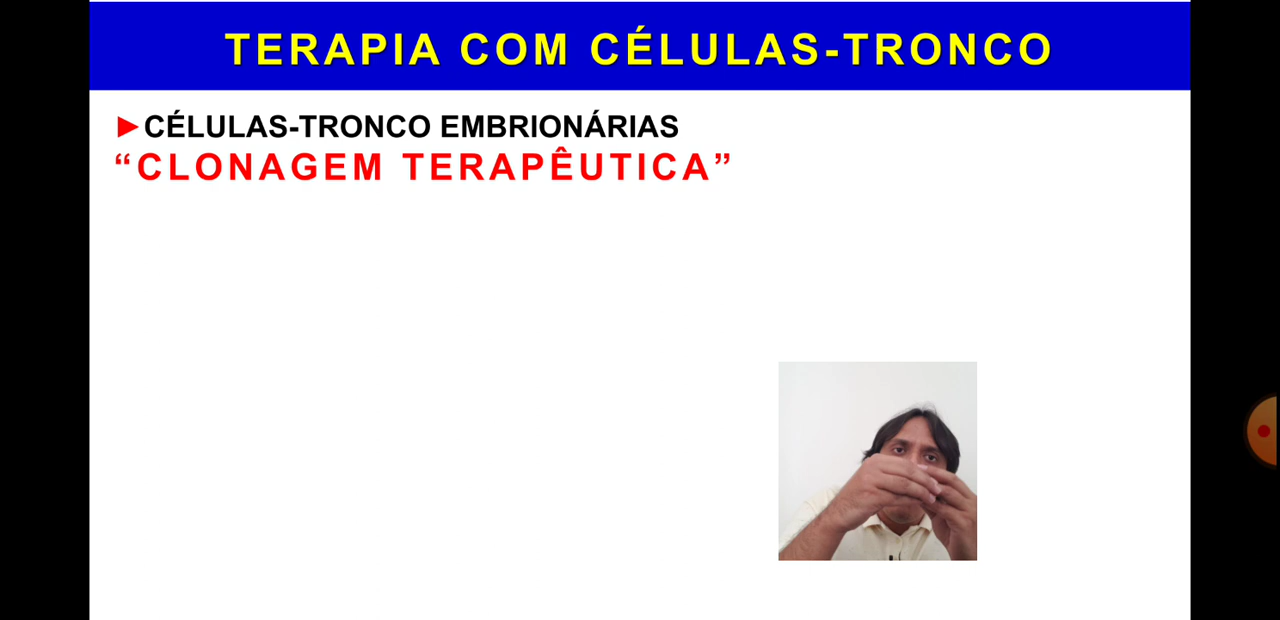 TERAPIA COM CÉLULAS-TRONCO
►CÉLULAS-TRONCO EMBRIONÁRIAS
“CLONAGEM TERAPÊUTICA”